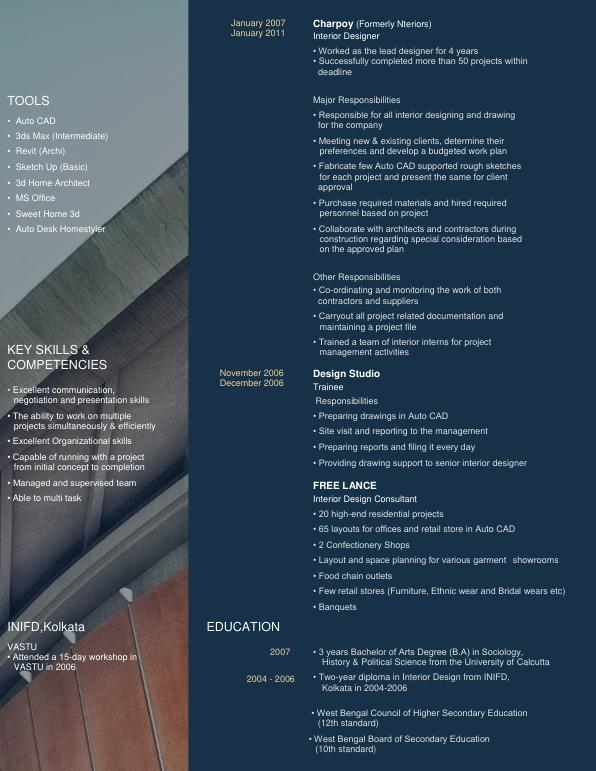 TOOLS
• Auto CAD
• 3ds Max (Intermediate)
• Revit (Archi)
• Sketch Up (Basic)
• 3d Home Architect
• MS Office
• Sweet Home 3d
• Auto Desk Homestyler
KEY SKILLS &
COMPETENCIES
• Excellent communication,
negotiation and presentation skills
• The ability to work on multiple
projects simultaneously & efficiently
• Excellent Organizational skills
• Capable of running with a project
from initial concept to completion
• Managed and supervised team
• Able to multi task
INIFD,Kolkata
VASTU
• Attended a 15-day workshop in
VASTU in 2006
January 2007
January 2011
Charpoy (Formerly Nteriors)
Interior Designer
• Worked as the lead designer for 4 years
• Successfully completed more than 50 projects within
deadline
Major Responsibilities
• Responsible for all interior designing and drawing
for the company
• Meeting new & existing clients, determine their
preferences and develop a budgeted work plan
• Fabricate few Auto CAD supported rough sketches
for each project and present the same for client
approval
• Purchase required materials and hired required
personnel based on project
• Collaborate with architects and contractors during
construction regarding special consideration based
on the approved plan
Other Responsibilities
• Co-ordinating and monitoring the work of both
contractors and suppliers
• Carryout all project related documentation and
maintaining a project file
• Trained a team of interior interns for project
management activities
November 2006
December 2006
Design Studio
Trainee
Responsibilities
• Preparing drawings in Auto CAD
• Site visit and reporting to the management
• Preparing reports and filing it every day
• Providing drawing support to senior interior designer
FREE LANCE
Interior Design Consultant
• 20 high-end residential projects
• 65 layouts for offices and retail store in Auto CAD
• 2 Confectionery Shops
• Layout and space planning for various garment showrooms
• Food chain outlets
• Few retail stores (Furniture, Ethnic wear and Bridal wears etc)
• Banquets
EDUCATION
2007
• 3 years Bachelor of Arts Degree (B.A) in Sociology,
History & Political Science from the University of Calcutta
2004 - 2006
• Two-year diploma in Interior Design from INIFD,
Kolkata in 2004-2006
• West Bengal Council of Higher Secondary Education
(12th standard)
• West Bengal Board of Secondary Education
(10th standard)